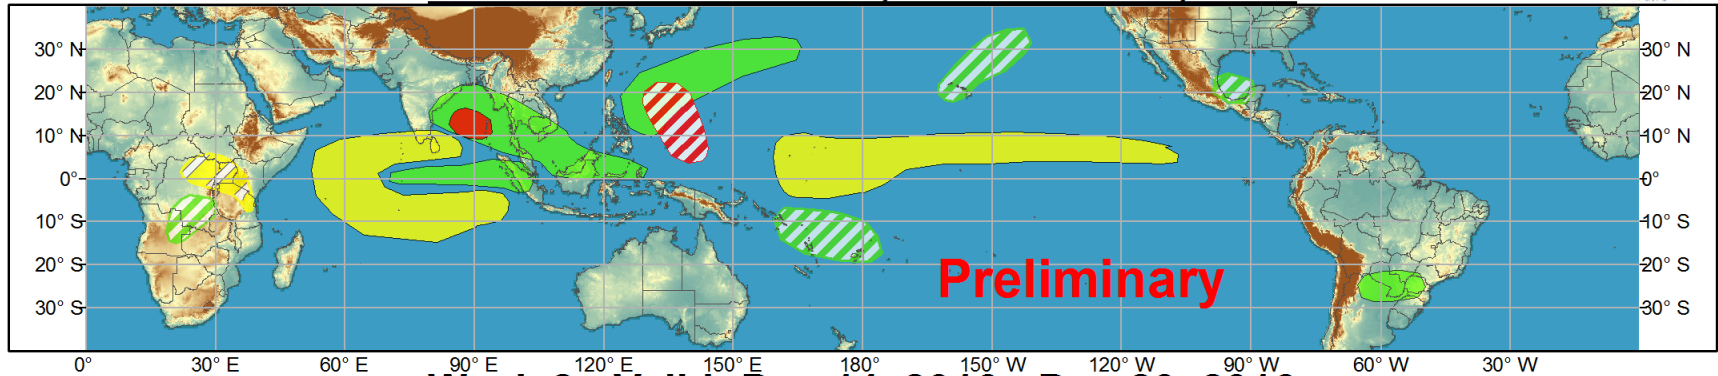 30° N
30° N
20° N
20° N
10° N
10° N
0°
0°
10° S
10° S
20° S
20° S
Preliminary
30° S
30° S
0°
30° E
60° E
90° E
120° E
150° E
180°
150° W
120° W
90° W
60° W
30° W